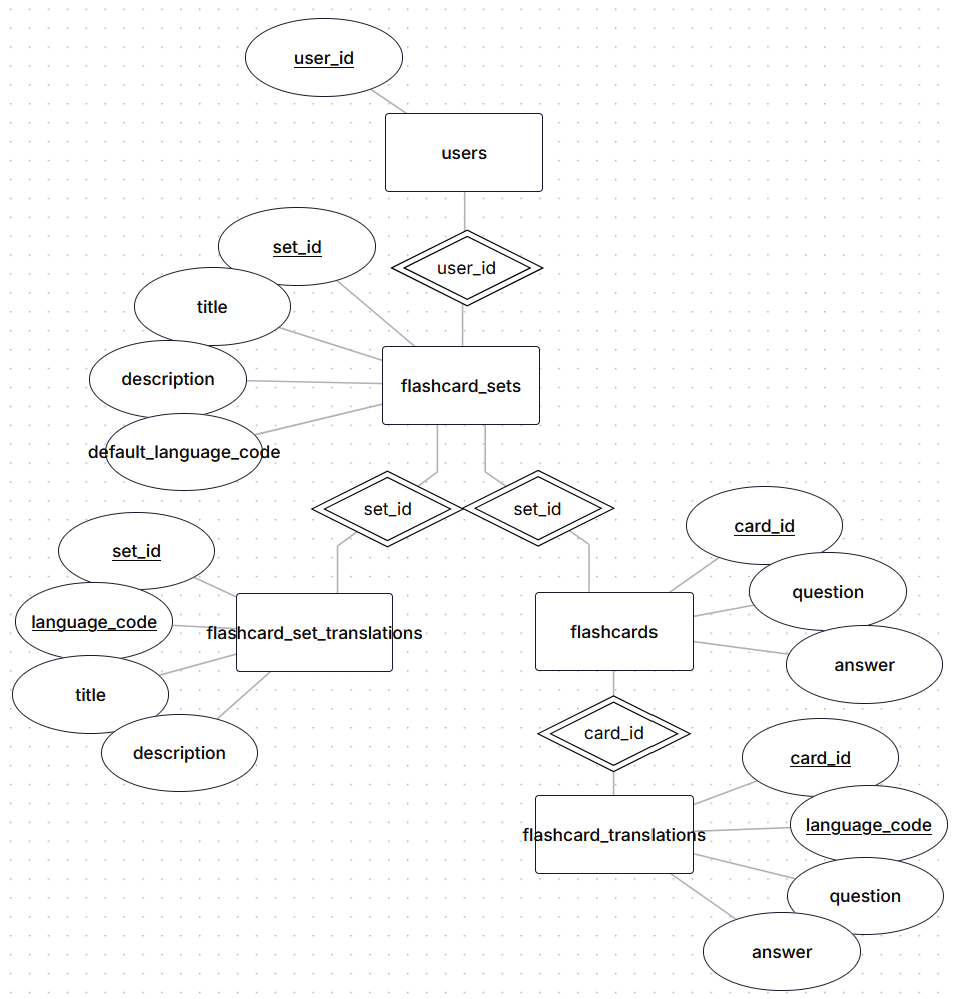 user_id
users
set_id
user_id
title
description
flashcard_sets
default_language_code
set_id
set_id
card_id
set_id
question
language_code
flashcard_set_translations
flashcards
answer
title
description
card_id
card_id
language_code
flashcard_translations
question
answer